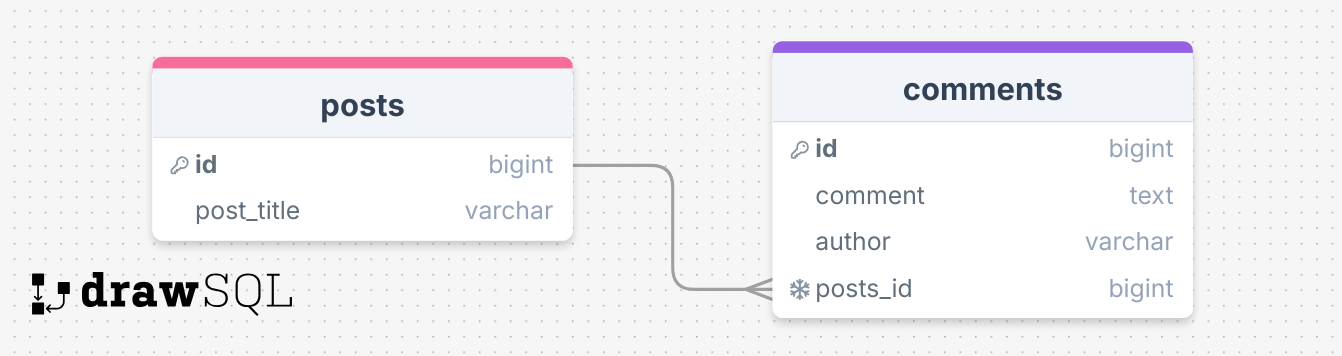 posts
id bigint
post_title varchar
comments
id bigint
comment text
author varchar
posts_id bigint
drawSQL